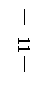 — 11 —